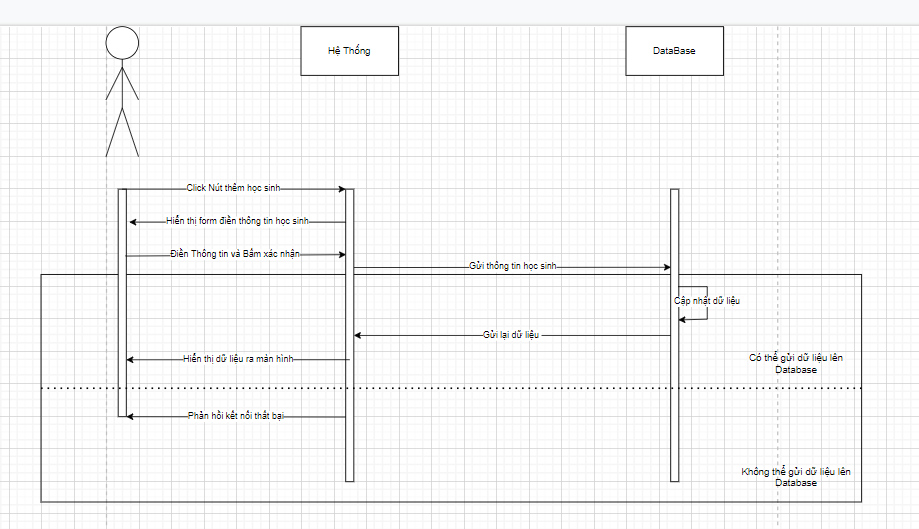 Hệ Thống
DataBase
Click Nút thêm học sinh
Hiển thị form điền thông tin học sinh
Điền Thông tin và Bấm xác nhận
Gửi thông tin học sinh
Cập nhật dữ liệu
Gửi lại dữ liệu
Hiển thị dữ liệu ra màn hình
Có thể gửi dữ liệu lên
Database
Phản hồi kết nối thất bại
Không thể gửi dữ liệu lên
Database